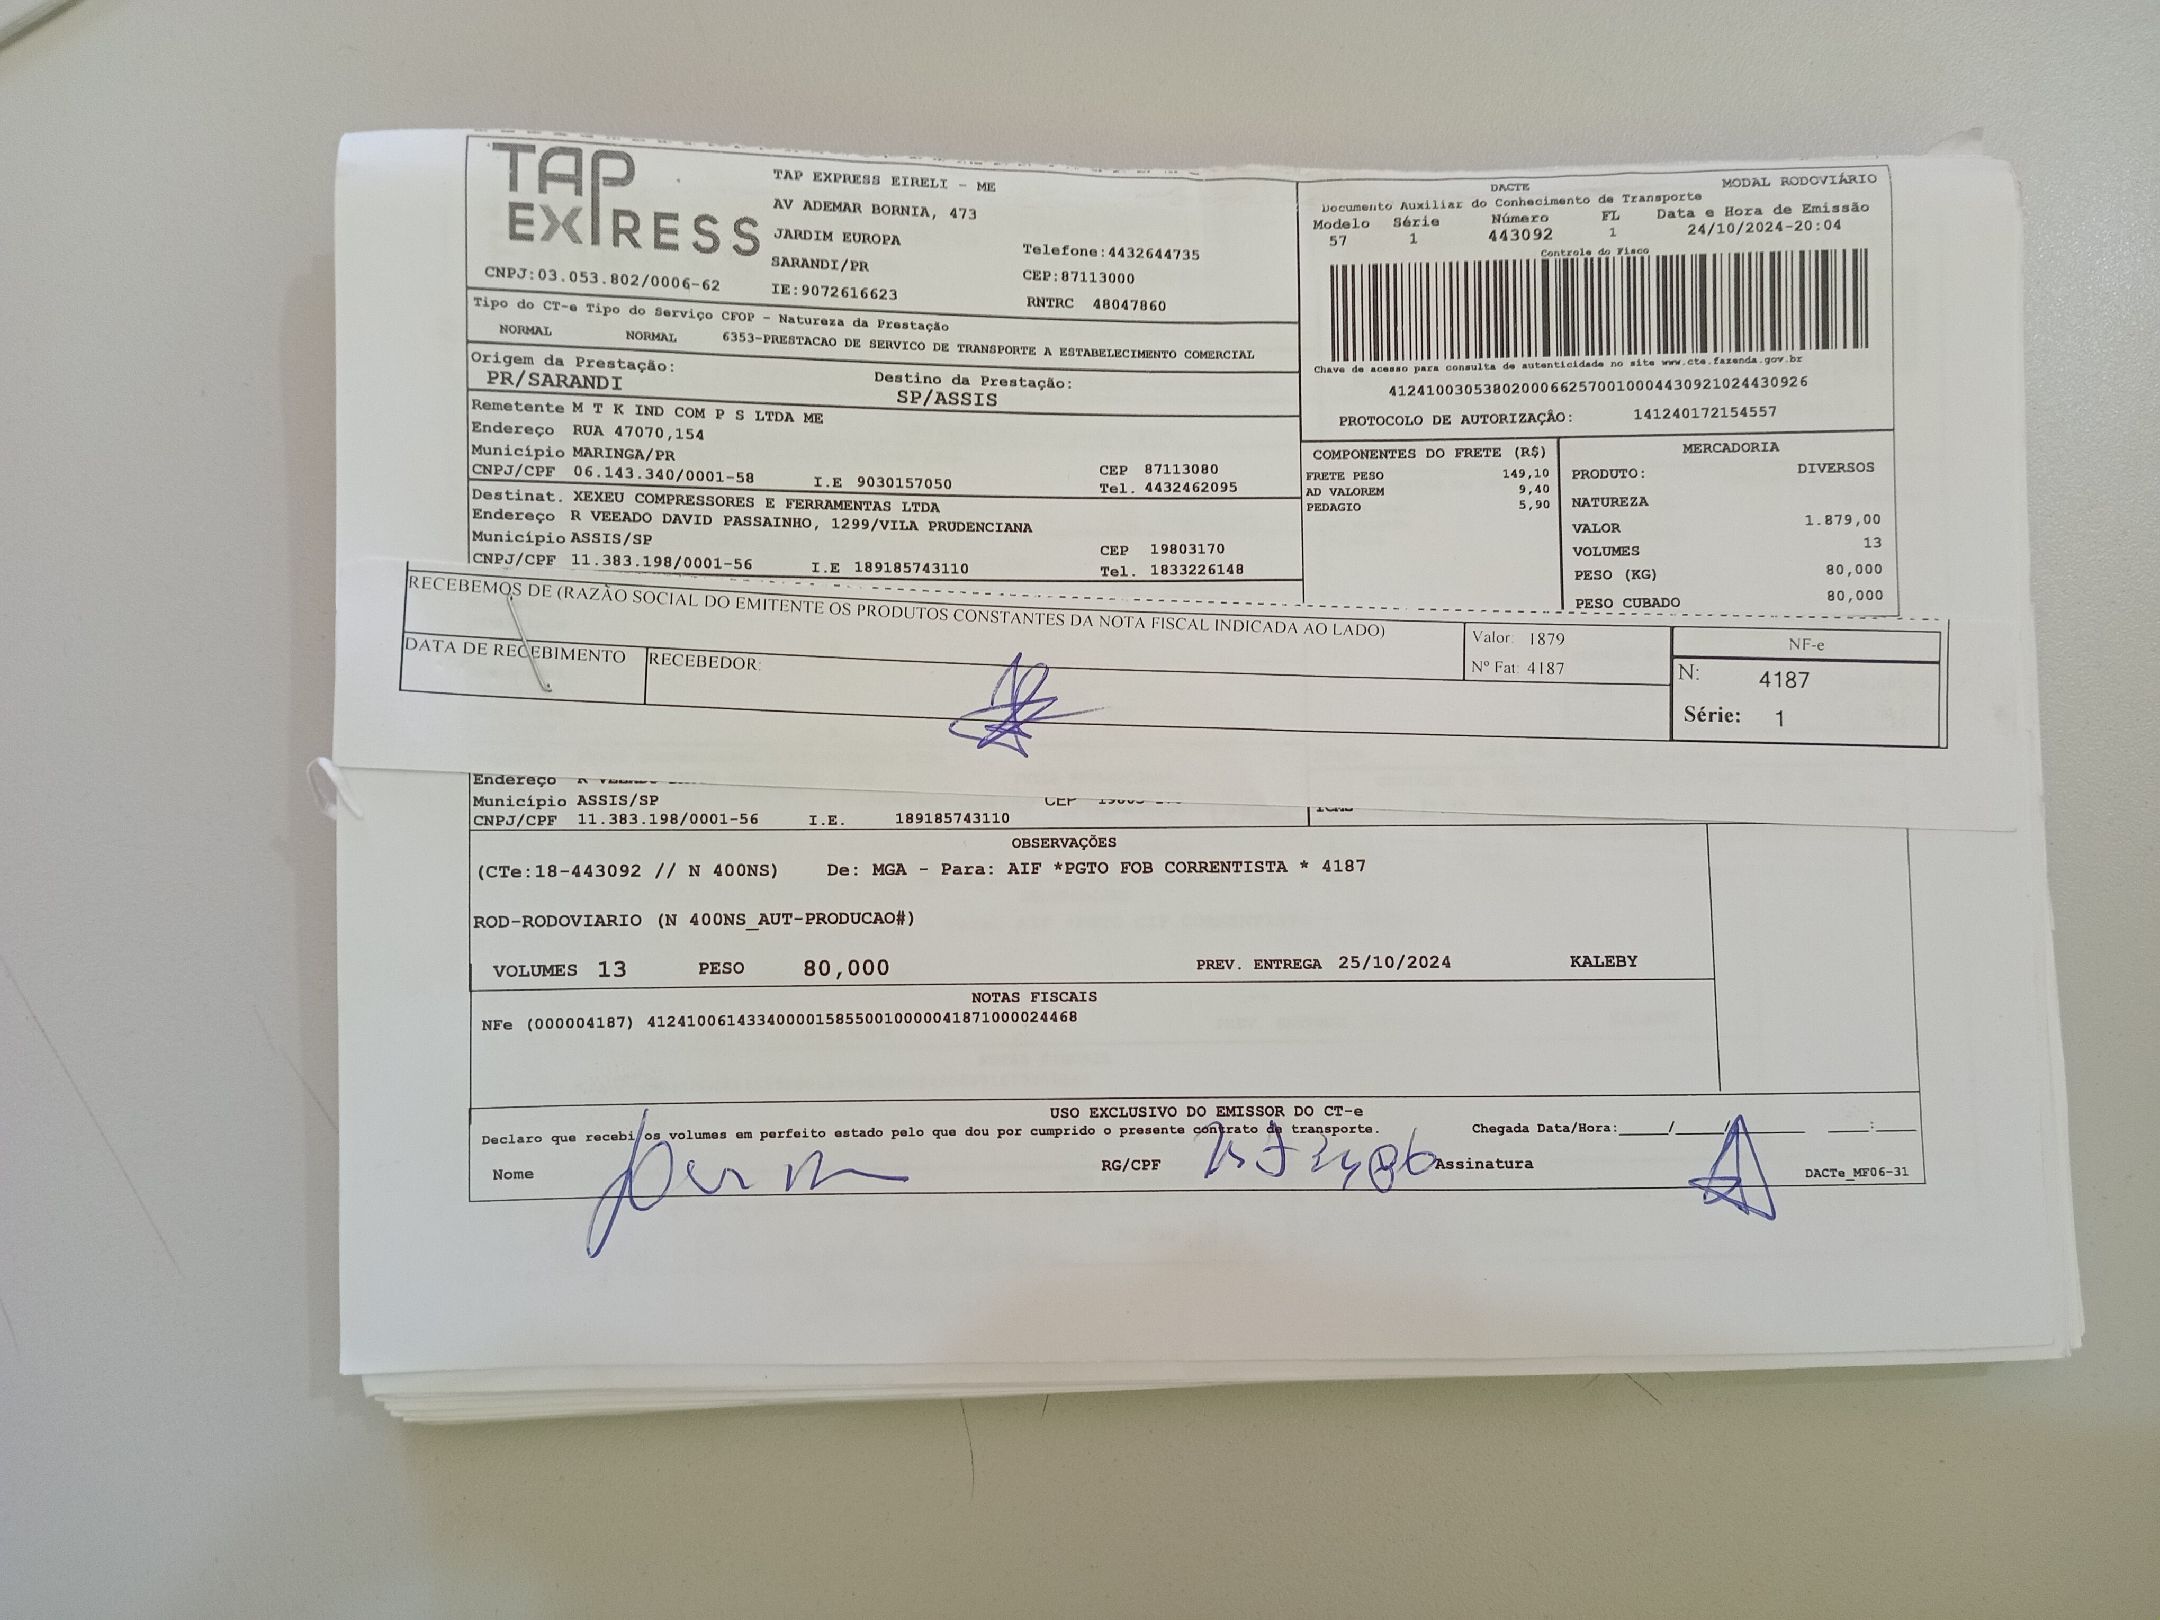 TAP EXPRESS
TAP EXPRESS EIRELI - ME
AV ADEMAR BORNIA, 473
JARDIM EUROPA
SARANDI/PR
IE:9072616623
Telefone:4432644735
CEP:87113000
RNTRC 48047860
CNPJ:03.053.802/0006-62
DACTE MODAL RODOVIÁRIO
Documento Auxiliar do Conhecimento de Transporte
Modelo Série Número FL Data e Hora de Emissão
57 1 443092 1 24/10/2024-20:04
Controle do Fisco
Chave de acesso para consulta de autenticidade no site www.cte.fazenda.gov.br
41241003053802000662570010004430921024430926
PROTOCOLO DE AUTORIZAÇÃO: 141240172154557
Tipo do CT-e Tipo do Serviço CFOP - Natureza da Prestação
NORMAL NORMAL 6353-PRESTACAO DE SERVICO DE TRANSPORTE A ESTABELECIMENTO COMERCIAL
Origem da Prestação: Destino da Prestação:
PR/SARANDI SP/ASSIS
Remetente M T K IND COM P S LTDA ME
Endereço RUA 47070,154
Município MARINGA/PR CEP 87113080
CNPJ/CPF 06.143.340/0001-58 I.E 9030157050 Tel. 4432462095
Destinat. XEXEU COMPRESSORES E FERRAMENTAS LTDA
Endereço R VEEADO DAVID PASSAINHO, 1299/VILA PRUDENCIANA
Município ASSIS/SP CEP 19803170
CNPJ/CPF 11.383.198/0001-56 I.E 189185743110 Tel. 1833226148
COMPONENTES DO FRETE (R$)
FRETE PESO 149,10
AD VALOREM 9,40
PEDAGIO 5,90
MERCADORIA
PRODUTO: DIVERSOS
NATUREZA
VALOR 1.879,00
VOLUMES 13
PESO (KG) 80,000
PESO CUBADO 80,000
RECEBEMOS DE (RAZÃO SOCIAL DO EMITENTE OS PRODUTOS CONSTANTES DA NOTA FISCAL INDICADA AO LADO)
DATA DE RECEBIMENTO RECEBEDOR:
Valor: 1879
Nº Fat: 4187
NF-e
N: 4187
Série: 1
Endereço
Município ASSIS/SP CEP
CNPJ/CPF 11.383.198/0001-56 I.E. 189185743110
OBSERVAÇÕES
(CTe:18-443092 // N 400NS) De: MGA - Para: AIF *PGTO FOB CORRENTISTA * 4187
ROD-RODOVIARIO (N 400NS_AUT-PRODUCAO#)
VOLUMES 13 PESO 80,000 PREV. ENTREGA 25/10/2024 KALEBY
NOTAS FISCAIS
NFe (000004187) 41241006143340000158550010000041871000024468
USO EXCLUSIVO DO EMISSOR DO CT-e
Declaro que recebi os volumes em perfeito estado pelo que dou por cumprido o presente contrato de transporte. Chegada Data/Hora:____/____/____ ____:____
Nome RG/CPF Assinatura DACTe_MF06-31